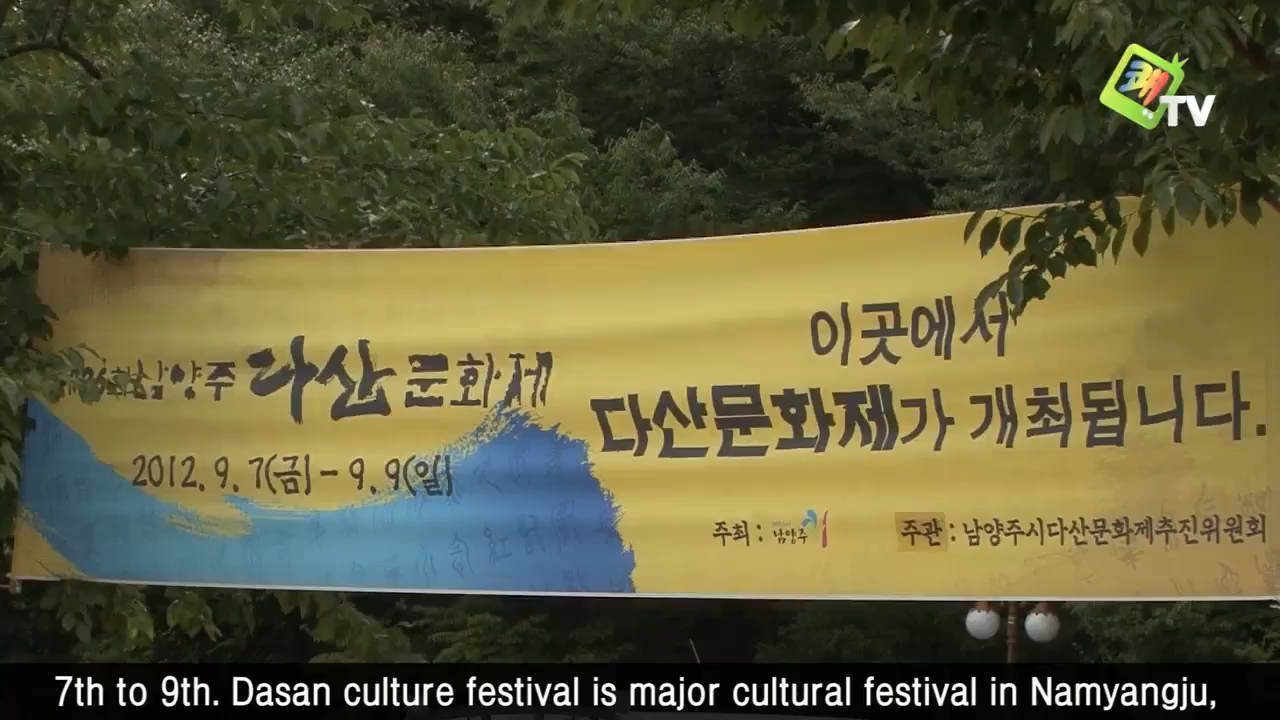 쾌
TV
이곳에서
남양주 다산 문화제
다산문화제가 개최됩니다.
2012. 9. 7(금) - 9. 9(일)
주최 : 남양주
주관 : 남양주시다산문화제추진위원회
7th to 9th. Dasan culture festival is major cultural festival in Namyangju,